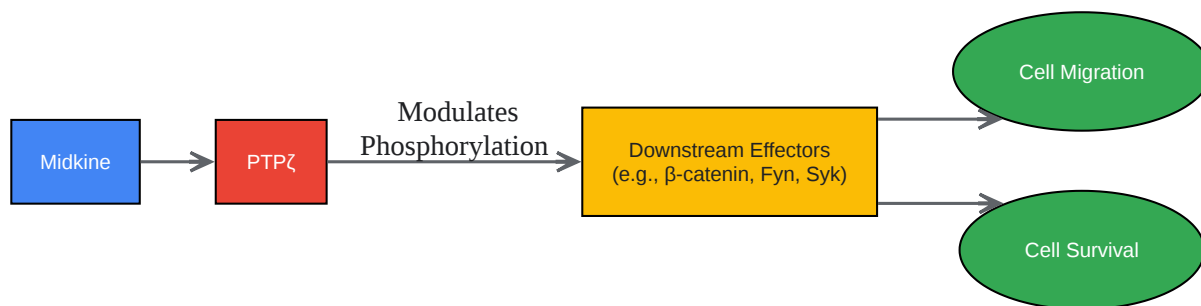 Midkine
PTPζ
Modulates
Phosphorylation
Downstream Effectors
(e.g., β-catenin, Fyn, Syk)
Cell Migration
Cell Survival